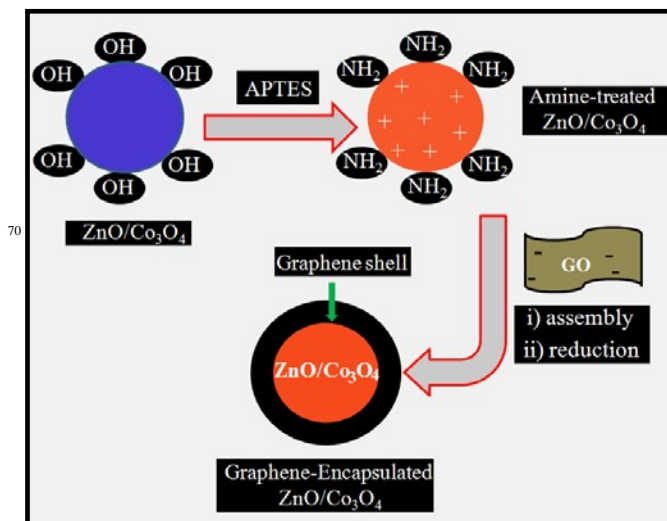 OH
OH
OH
OH
OH
OH
ZnO/Co₃O₄
APTES
NH₂
NH₂
NH₂
NH₂
NH₂
NH₂
+ + + + + + +
Amine-treated
ZnO/Co₃O₄
70
GO
- - - -
i) assembly
ii) reduction
Graphene shell
ZnO/Co₃O₄
Graphene-Encapsulated
ZnO/Co₃O₄